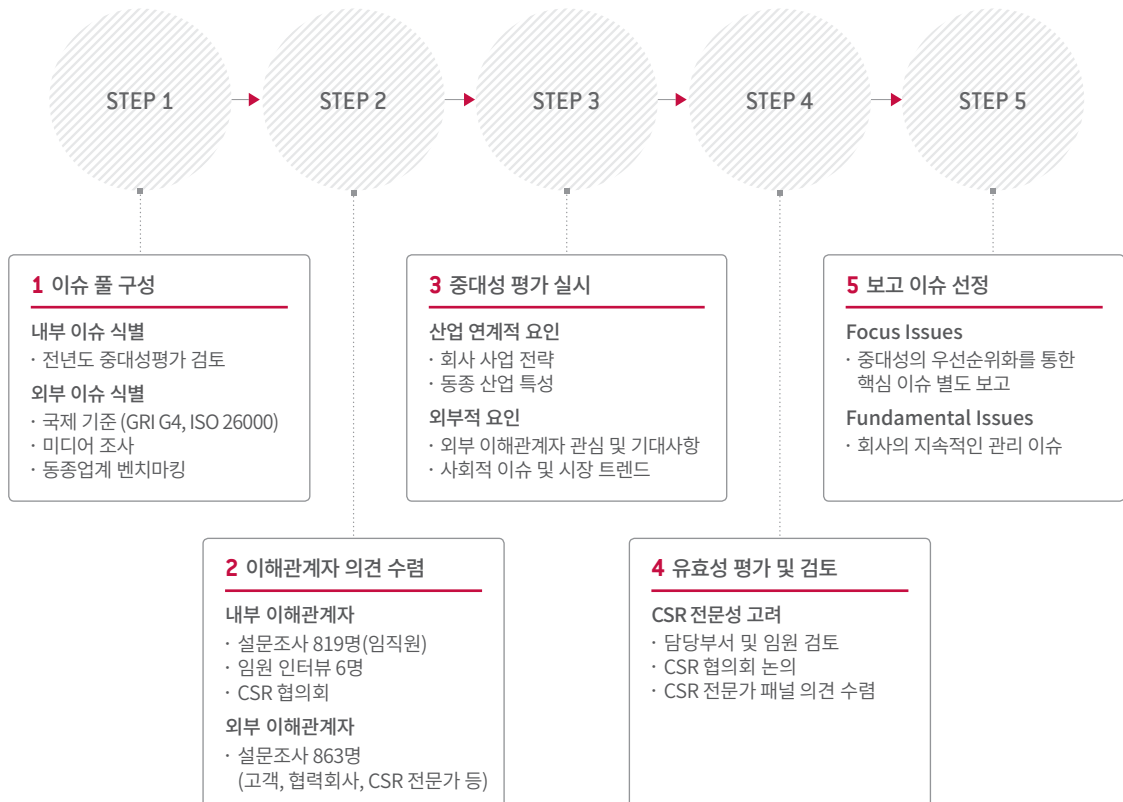 STEP 1
STEP 2
STEP 3
STEP 4
STEP 5
1 이슈 풀 구성
내부 이슈 식별
· 전년도 중대성평가 검토
외부 이슈 식별
· 국제 기준 (GRI G4, ISO 26000)
· 미디어 조사
· 동종업계 벤치마킹
2 이해관계자 의견 수렴
내부 이해관계자
· 설문조사 819명(임직원)
· 임원 인터뷰 6명
· CSR 협의회
외부 이해관계자
· 설문조사 863명
(고객, 협력회사, CSR 전문가 등)
3 중대성 평가 실시
산업 연계적 요인
· 회사 사업 전략
· 동종 산업 특성
외부적 요인
· 외부 이해관계자 관심 및 기대사항
· 사회적 이슈 및 시장 트렌드
4 유효성 평가 및 검토
CSR 전문성 고려
· 담당부서 및 임원 검토
· CSR 협의회 논의
· CSR 전문가 패널 의견 수렴
5 보고 이슈 선정
Focus Issues
· 중대성의 우선순위화를 통한
핵심 이슈 별도 보고
Fundamental Issues
· 회사의 지속적인 관리 이슈